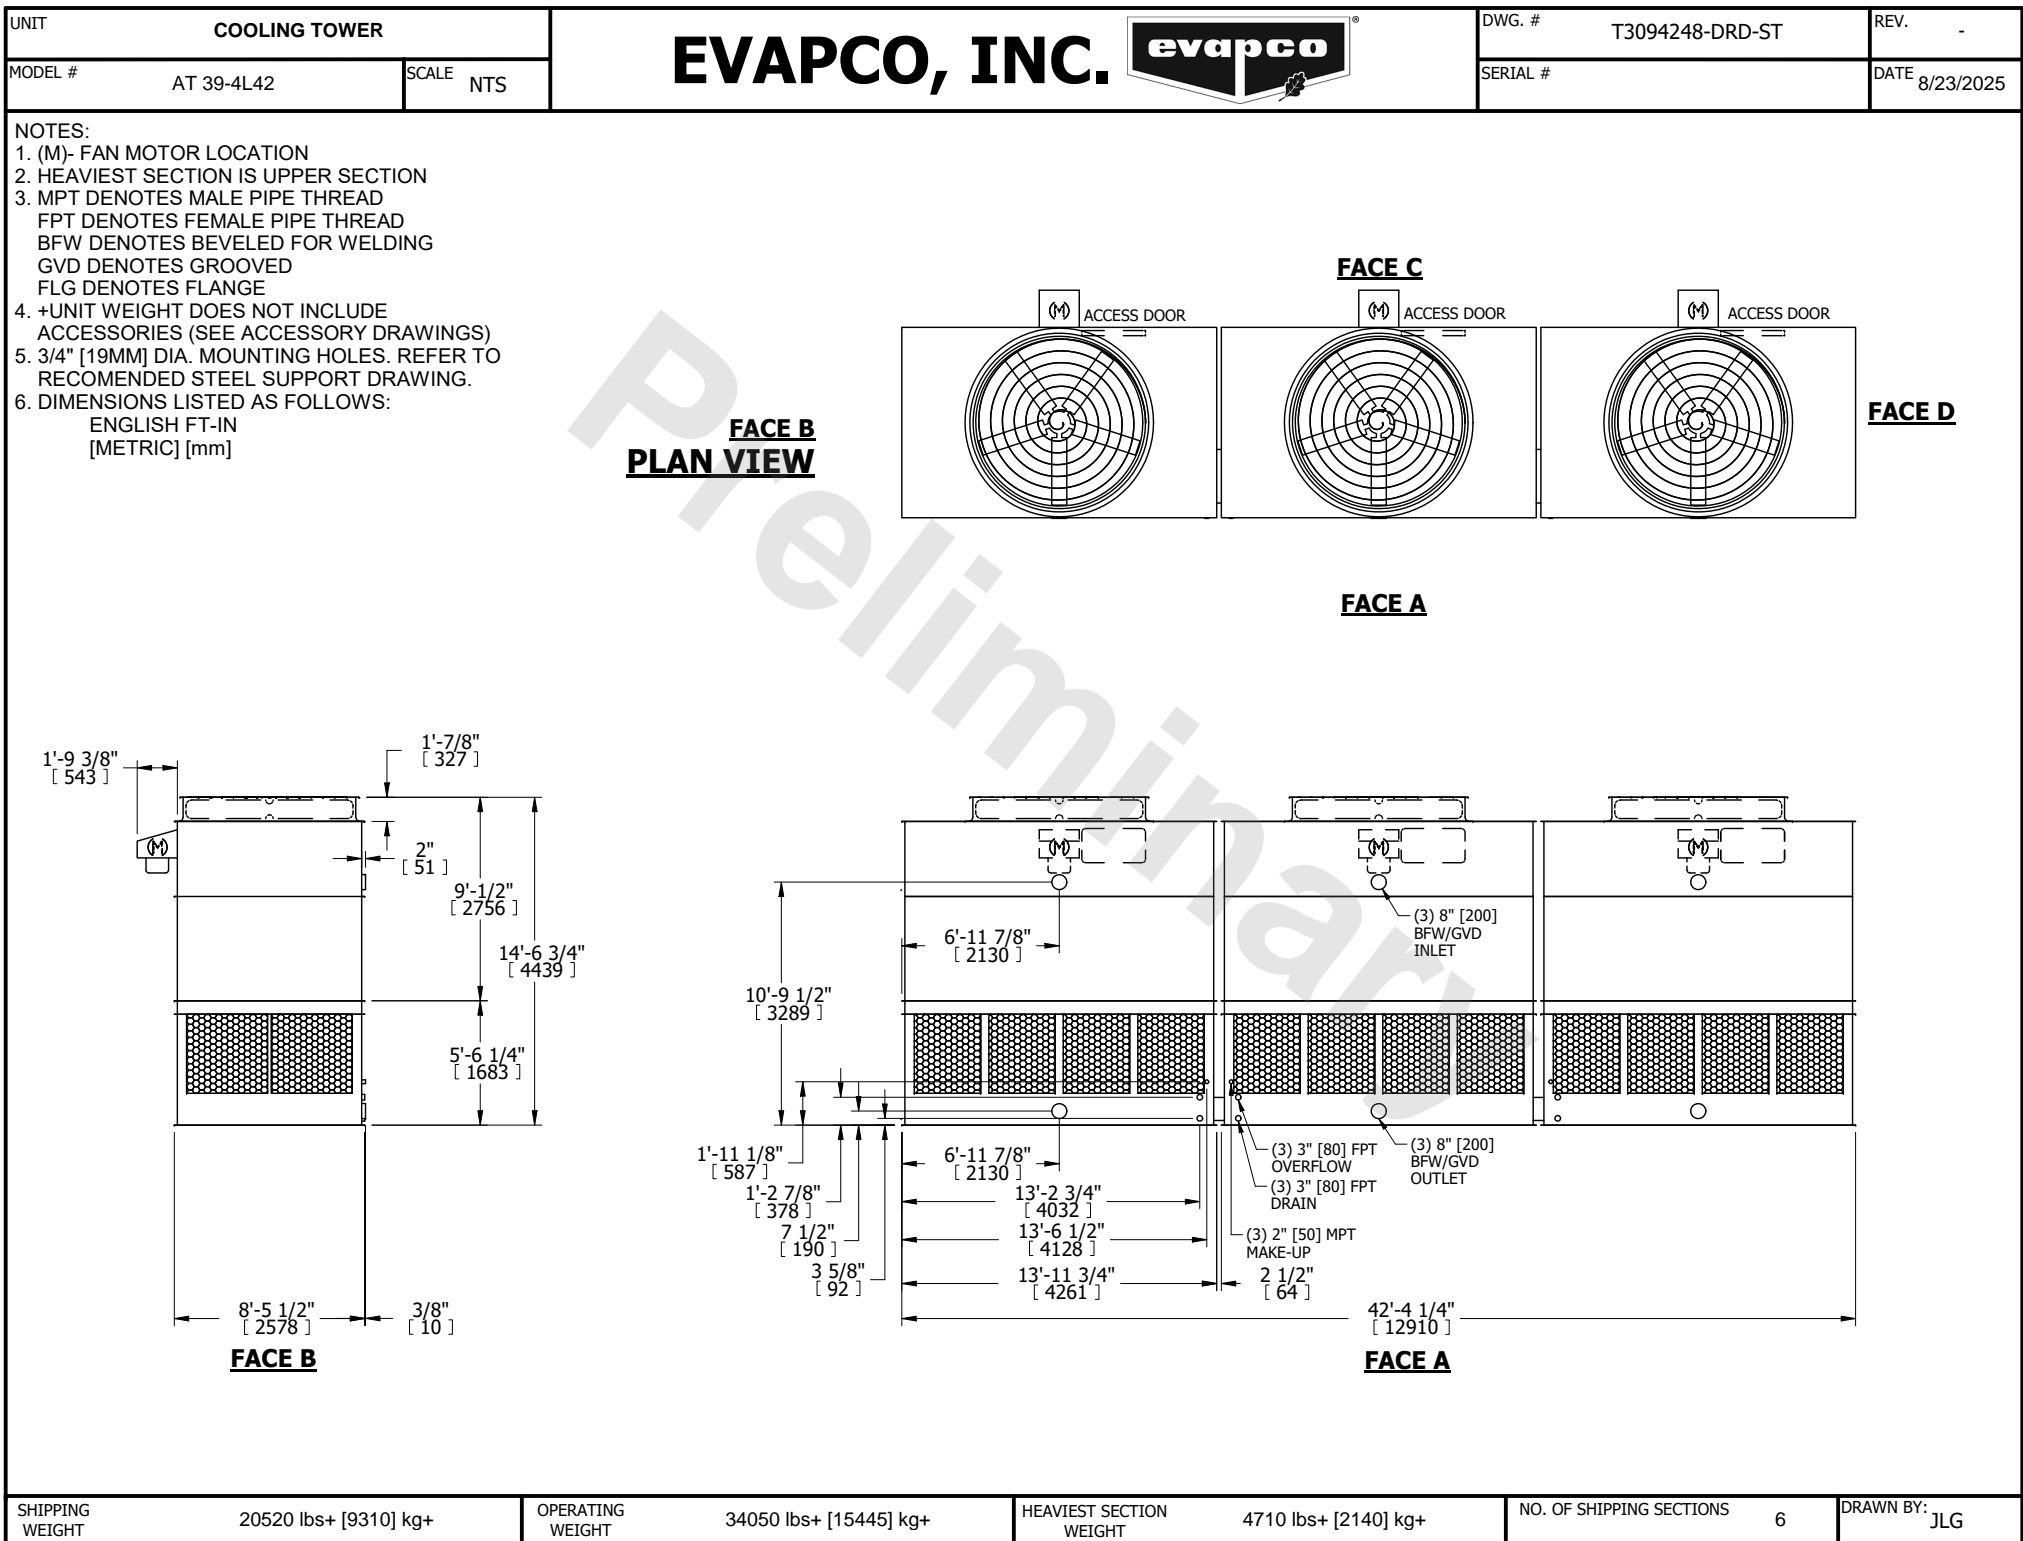 UNIT
COOLING TOWER
MODEL #
AT 39-4L42
SCALE
NTS
EVAPCO, INC.
evapco
®
DWG. #
T3094248-DRD-ST
REV.
-
SERIAL #
DATE
8/23/2025
NOTES:
1. (M)- FAN MOTOR LOCATION
2. HEAVIEST SECTION IS UPPER SECTION
3. MPT DENOTES MALE PIPE THREAD
FPT DENOTES FEMALE PIPE THREAD
BFW DENOTES BEVELED FOR WELDING
GVD DENOTES GROOVED
FLG DENOTES FLANGE
4. +UNIT WEIGHT DOES NOT INCLUDE
ACCESSORIES (SEE ACCESSORY DRAWINGS)
5. 3/4" [19MM] DIA. MOUNTING HOLES. REFER TO
RECOMENDED STEEL SUPPORT DRAWING.
6. DIMENSIONS LISTED AS FOLLOWS:
ENGLISH FT-IN
[METRIC] [mm]
Preliminary
FACE C
(M) ACCESS DOOR
(M) ACCESS DOOR
(M) ACCESS DOOR
FACE B
PLAN VIEW
FACE D
FACE A
1'-9 3/8"
[ 543 ]
1'-7/8"
[ 327 ]
(M)
2"
[ 51 ]
9'-1/2"
[ 2756 ]
14'-6 3/4"
[ 4439 ]
5'-6 1/4"
[ 1683 ]
8'-5 1/2"
[ 2578 ]
3/8"
[ 10 ]
FACE B
(M)
(M)
(M)
(3) 8" [200]
BFW/GVD
INLET
6'-11 7/8"
[ 2130 ]
10'-9 1/2"
[ 3289 ]
1'-11 1/8"
[ 587 ]
1'-2 7/8"
[ 378 ]
7 1/2"
[ 190 ]
3 5/8"
[ 92 ]
6'-11 7/8"
[ 2130 ]
13'-2 3/4"
[ 4032 ]
13'-6 1/2"
[ 4128 ]
13'-11 3/4"
[ 4261 ]
2 1/2"
[ 64 ]
(3) 3" [80] FPT
OVERFLOW
(3) 3" [80] FPT
DRAIN
(3) 2" [50] MPT
MAKE-UP
(3) 8" [200]
BFW/GVD
OUTLET
42'-4 1/4"
[ 12910 ]
FACE A
SHIPPING
WEIGHT
20520 lbs+ [9310] kg+
OPERATING
WEIGHT
34050 lbs+ [15445] kg+
HEAVIEST SECTION
WEIGHT
4710 lbs+ [2140] kg+
NO. OF SHIPPING SECTIONS
6
DRAWN BY:
JLG